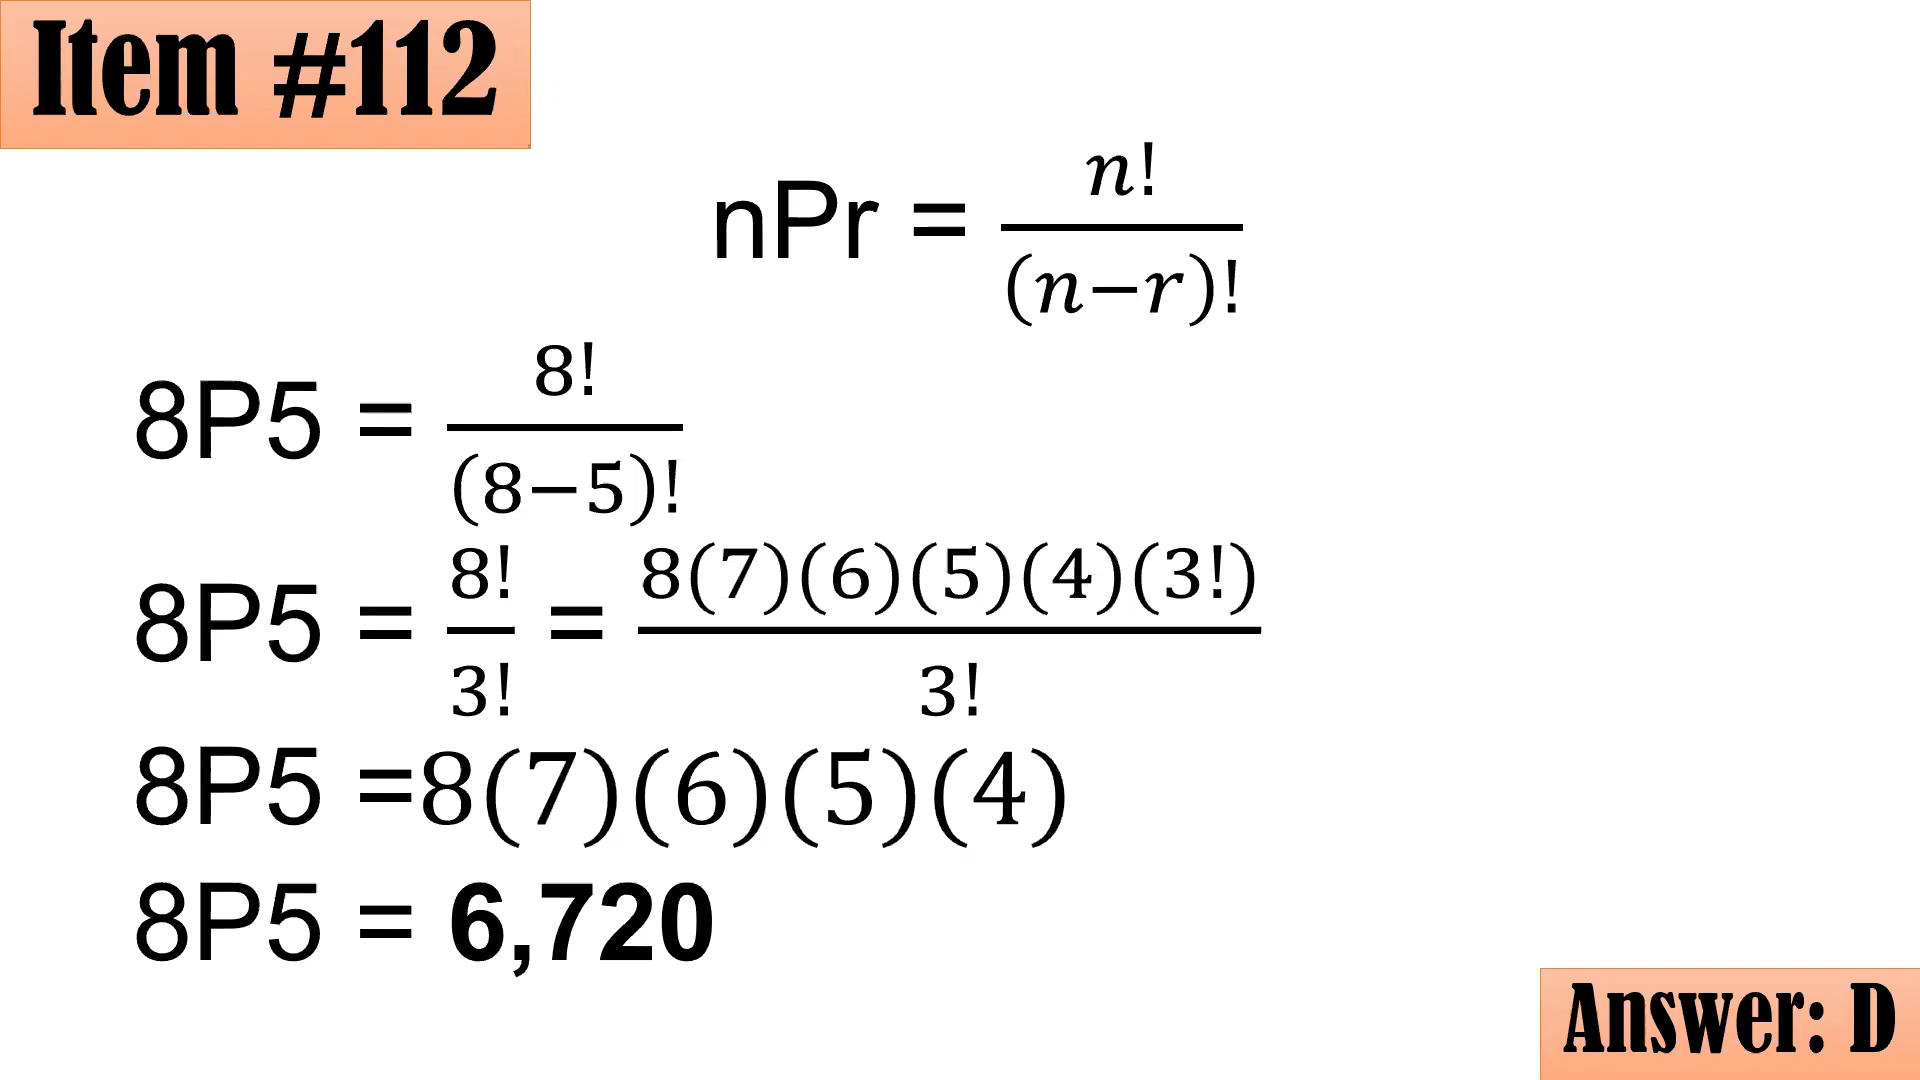 Item #112
nPr = n!/(n−r)!
8P5 = 8!/(8−5)!
8P5 = 8!/3! = 8(7)(6)(5)(4)(3!)/3!
8P5 =8(7)(6)(5)(4)
8P5 = 6,720
Answer: D